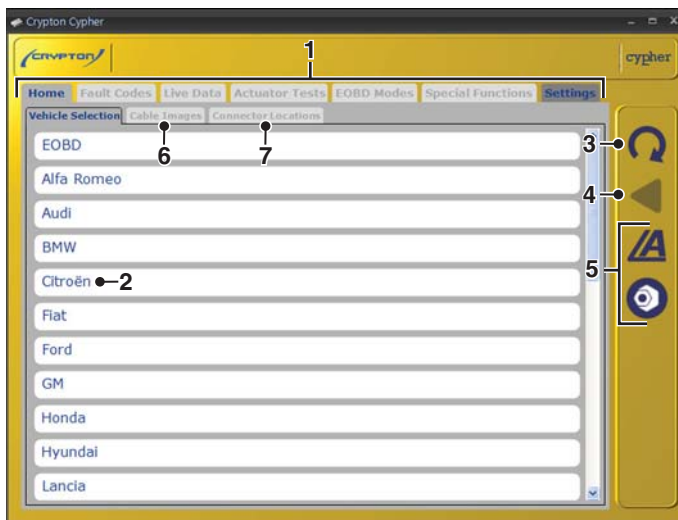 Crypton Cypher
CRYPTON
cypher
1
Home Fault Codes Live Data Actuator Tests EOBD Modes Special Functions Settings
Vehicle Selection Cable Images Connector Locations
6 7
EOBD
3
Alfa Romeo
4
Audi
BMW
5
Citroën 2
Fiat
Ford
GM
Honda
Hyundai
Lancia